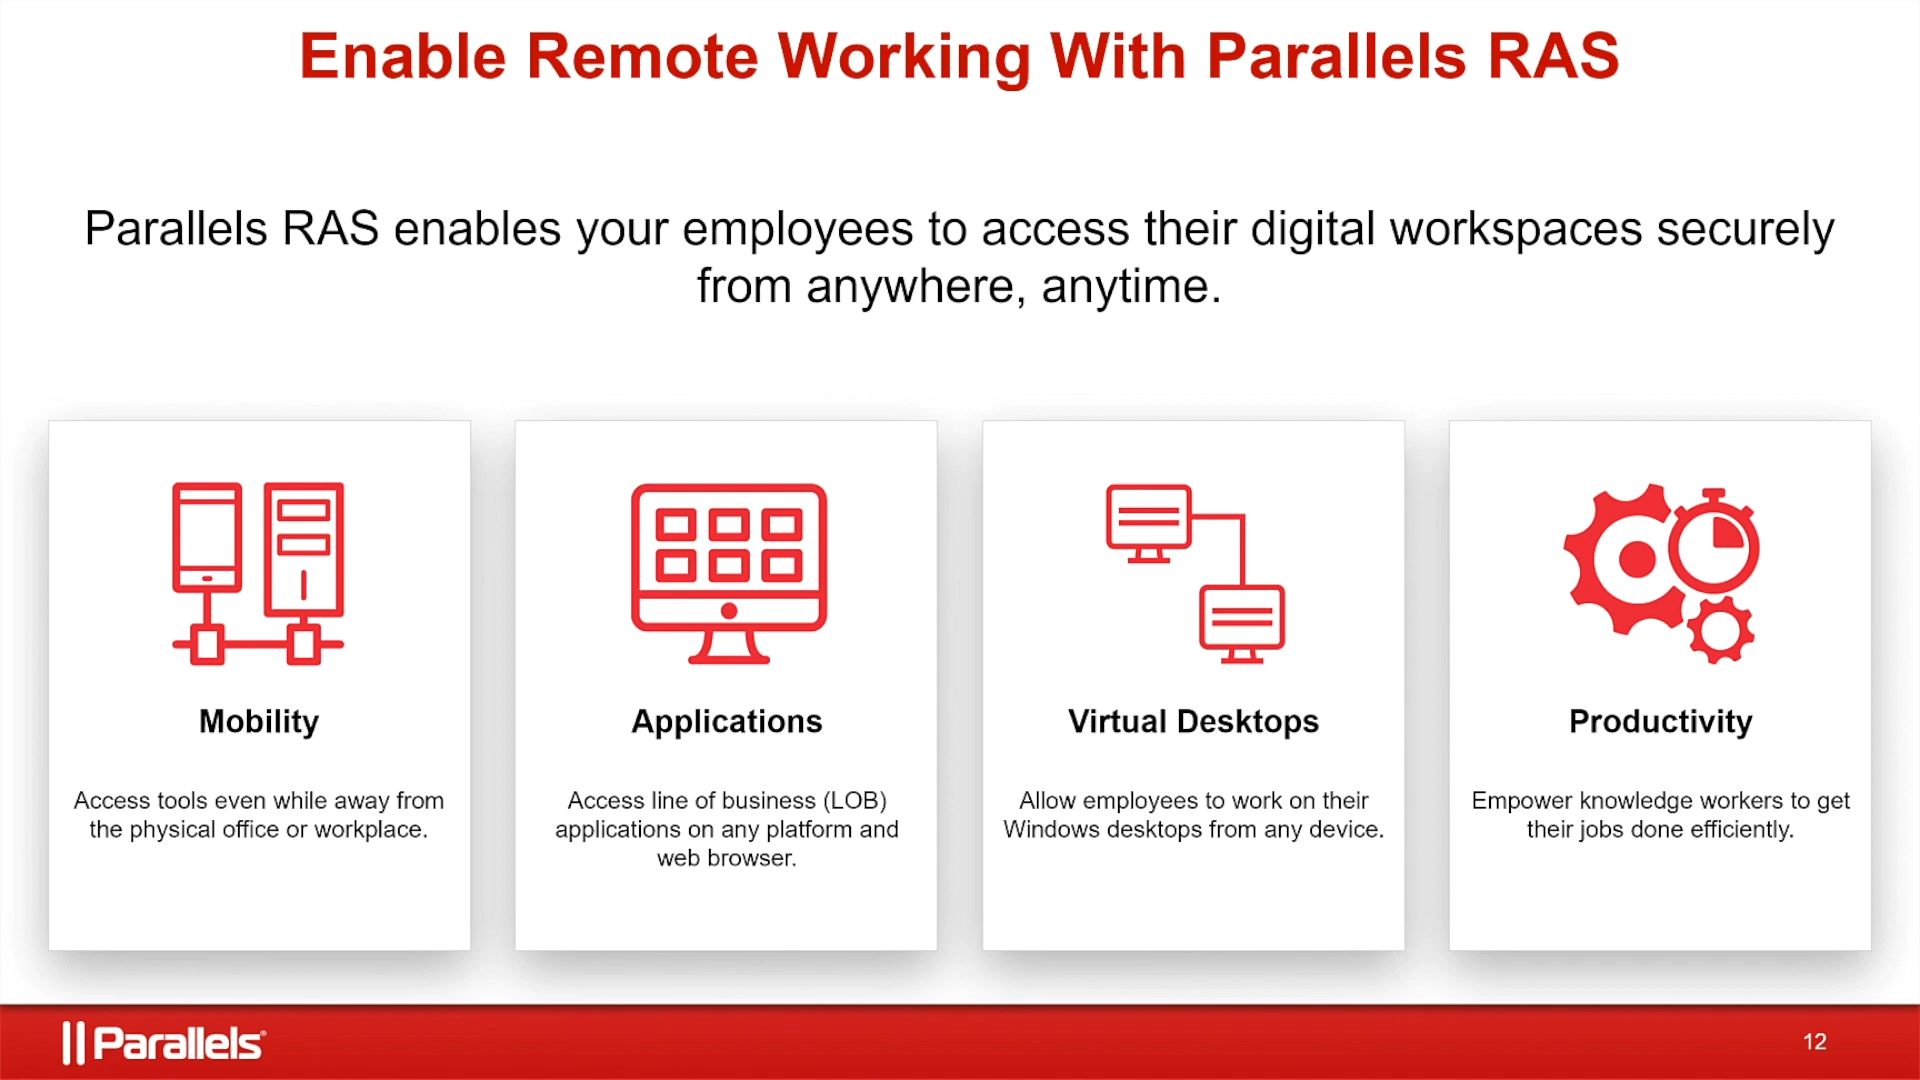 Enable Remote Working With Parallels RAS
Parallels RAS enables your employees to access their digital workspaces securely
from anywhere, anytime.
Mobility
Access tools even while away from
the physical office or workplace.
Applications
Access line of business (LOB)
applications on any platform and
web browser.
Virtual Desktops
Allow employees to work on their
Windows desktops from any device.
Productivity
Empower knowledge workers to get
their jobs done efficiently.
Parallels®
12